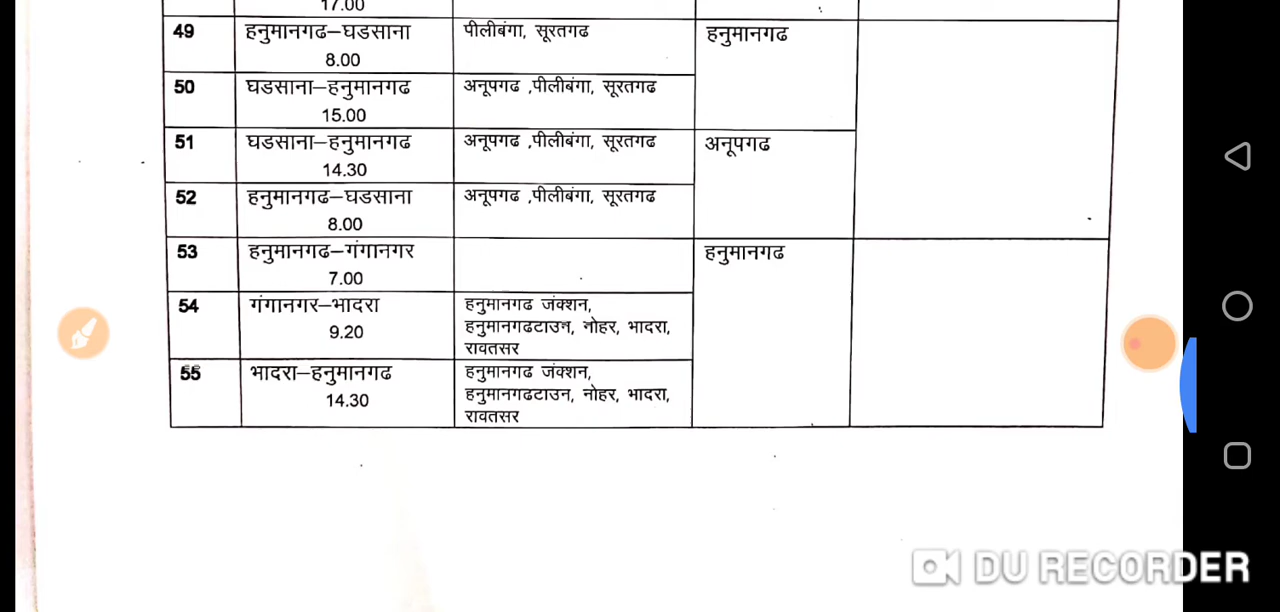 17.00
49 हनुमानगढ–घडसाना पीलीबंगा, सूरतगढ हनुमानगढ
8.00
50 घडसाना–हनुमानगढ अनूपगढ ,पीलीबंगा, सूरतगढ
15.00
51 घडसाना–हनुमानगढ अनूपगढ ,पीलीबंगा, सूरतगढ अनूपगढ
14.30
52 हनुमानगढ–घडसाना अनूपगढ ,पीलीबंगा, सूरतगढ
8.00
53 हनुमानगढ–गंगानगर हनुमानगढ
7.00
54 गंगानगर–भादरा हनुमानगढ जंक्शन,
9.20 हनुमानगढटाउन, नोहर, भादरा,
रावतसर
55 भादरा–हनुमानगढ हनुमानगढ जंक्शन,
14.30 हनुमानगढटाउन, नोहर, भादरा,
रावतसर
DU RECORDER